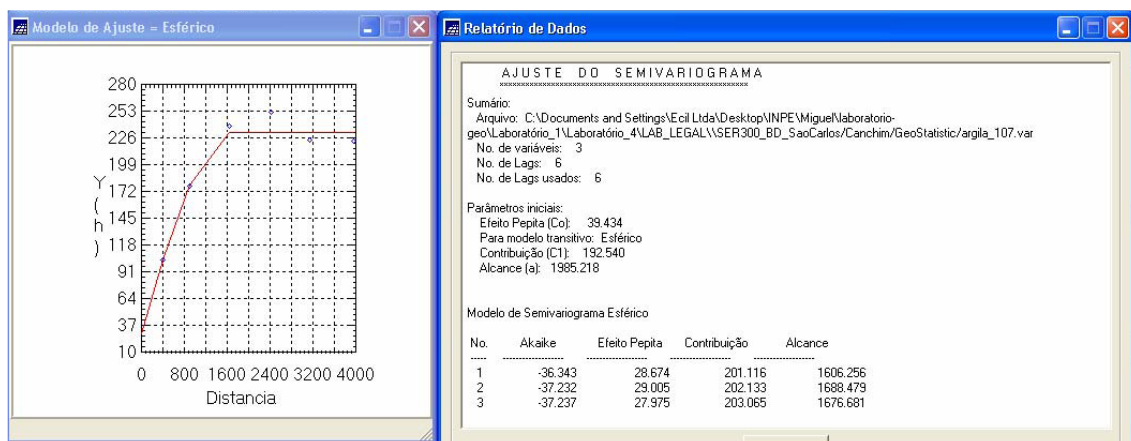 Modelo de Ajuste = Esférico
280
253
226
199
172
145
118
91
64
37
10
Y(h)
0 800 1600 2400 3200 4000
Distancia
Relatório de Dados
AJUSTE DO SEMIVARIOGRAMA
Sumário:
Arquivo: C:\Documents and Settings\Ecil Ltda\Desktop\INPE\Miguel\laboratorio-
geo\Laboratório_1\Laboratório_4\LAB_LEGAL\\SER300_BD_SaoCarlos/Canchim/GeoStatistic/argila_107.var
No. de variáveis: 3
No. de Lags: 6
No. de Lags usados: 6
Parâmetros iniciais:
Efeito Pepita (Co): 39.434
Para modelo transitivo: Esférico
Contribuição (C1): 192.540
Alcance (a): 1985.218
Modelo de Semivariograma Esférico
No. Akaike Efeito Pepita Contribuição Alcance
1 -36.343 28.674 201.116 1606.256
2 -37.232 29.005 202.133 1688.479
3 -37.237 27.975 203.065 1676.681